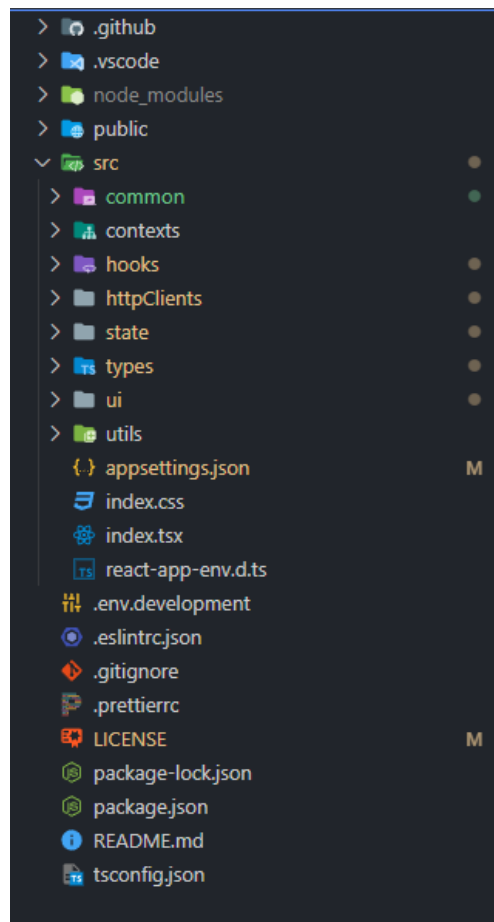 .github
.vscode
node_modules
public
src
common
contexts
hooks
httpClients
state
types
ui
utils
appsettings.json M
index.css
index.tsx
react-app-env.d.ts
.env.development
.eslintrc.json
.gitignore
.prettierrc
LICENSE M
package-lock.json
package.json
README.md
tsconfig.json